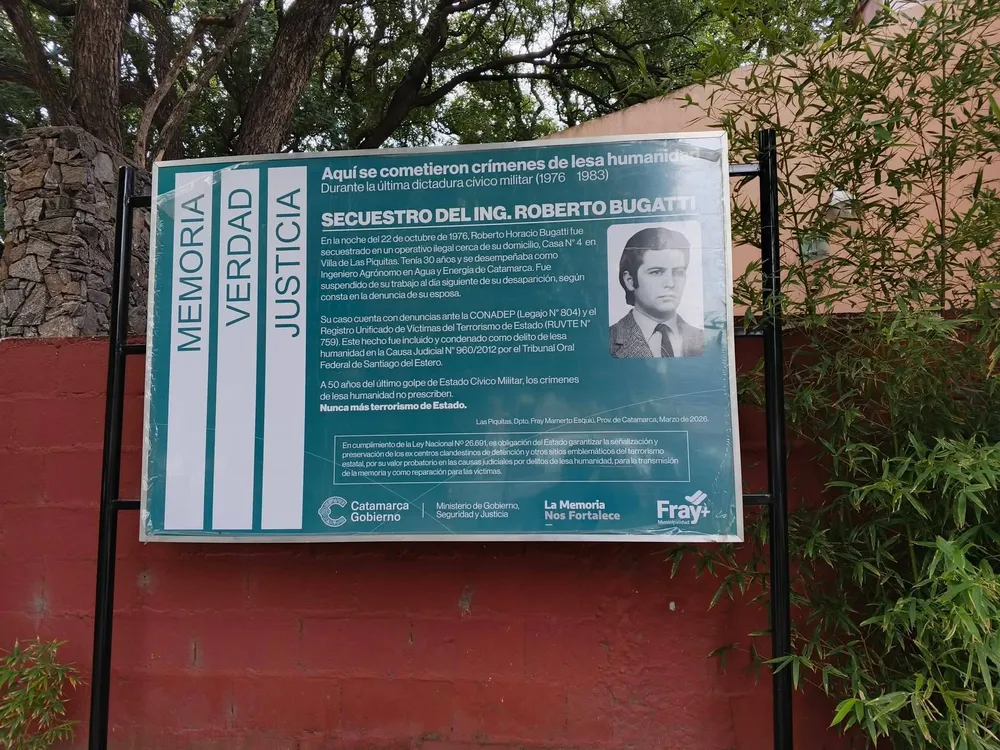 MEMORIA
VERDAD
JUSTICIA
Aquí se cometieron crímenes de lesa humanidad
Durante la última dictadura cívico militar (1976 1983)
SECUESTRO DEL ING. ROBERTO BUGATTI
En la noche del 22 de octubre de 1976, Roberto Horacio Bugatti fue
secuestrado en un operativo ilegal cerca de su domicilio, Casa N° 4 en
Villa de Las Pirquitas. Tenía 30 años y se desempeñaba como
Ingeniero Agrónomo en Agua y Energía de Catamarca. Fue
suspendido de su trabajo al día siguiente de su desaparición, según
consta en la denuncia de su esposa.
Su caso cuenta con denuncias ante la CONADEP (Legajo N° 804) y el
Registro Unificado de Víctimas del Terrorismo de Estado (RUVTE N°
759). Este hecho fue incluido y condenado como delito de lesa
humanidad en la Causa Judicial N° 960/2012 por el Tribunal Oral
Federal de Santiago del Estero.
A 50 años del último golpe de Estado Cívico Militar, los crímenes
de lesa humanidad no prescriben.
Nunca más terrorismo de Estado.
Las Pirquitas, Dpto. Fray Mamerto Esquiú, Prov. de Catamarca, Marzo de 2026.
En cumplimiento de la Ley Nacional Nº 26.691, es obligación del Estado garantizar la señalización y
preservación de los ex centros clandestinos de detención y otros sitios emblemáticos del terrorismo
estatal, por su valor probatorio en las causas judiciales por delitos de lesa humanidad, para la transmisión
de la memoria y como reparación para las víctimas.
Catamarca
Gobierno
Ministerio de Gobierno,
Seguridad y Justicia
La Memoria
Nos Fortalece
Fray+
Municipalidad